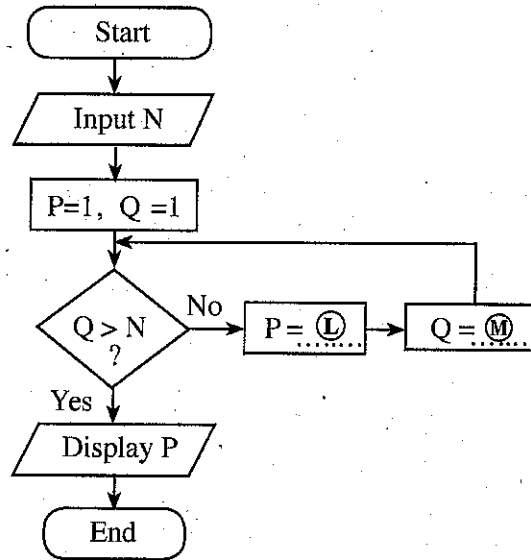 Start
Input N
P=1, Q =1
Q > N
?
No
P = Ⓛ
Q = Ⓜ
Yes
Display P
End